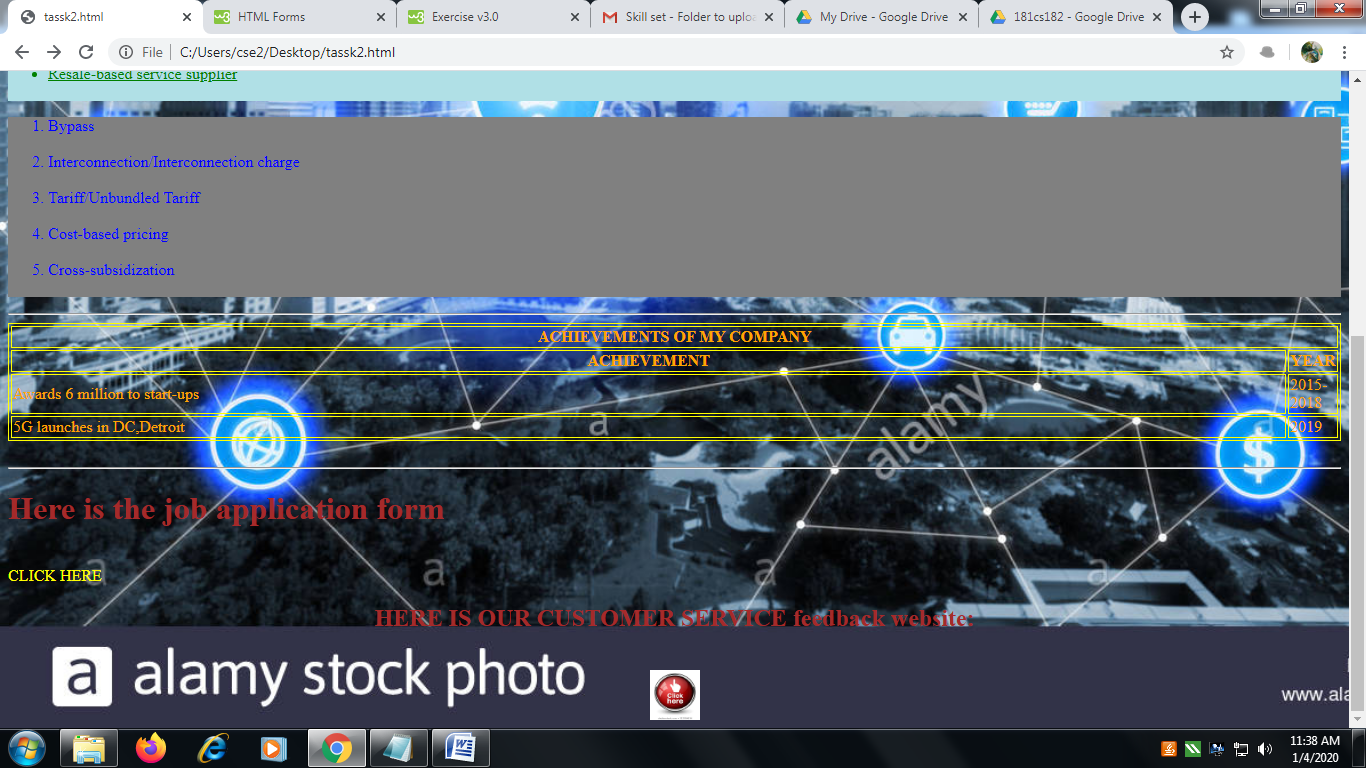 tassk2.html
HTML Forms
Exercise v3.0
Skill set - Folder to uploa
My Drive - Google Drive
181cs182 - Google Drive
File | C:/Users/cse2/Desktop/tassk2.html
• Resale-based service supplier
1. Bypass
2. Interconnection/Interconnection charge
3. Tariff/Unbundled Tariff
4. Cost-based pricing
5. Cross-subsidization
ACHIEVEMENTS OF MY COMPANY
ACHIEVEMENT YEAR
Awards 6 million to start-ups 2015-
2018
5G launches in DC,Detroit 2019
alamy
a
Here is the job application form
a a a a
CLICK HERE
HERE IS OUR CUSTOMER SERVICE feedback website:
a alamy stock photo
Click
here
www.ala
11:38 AM
1/4/2020